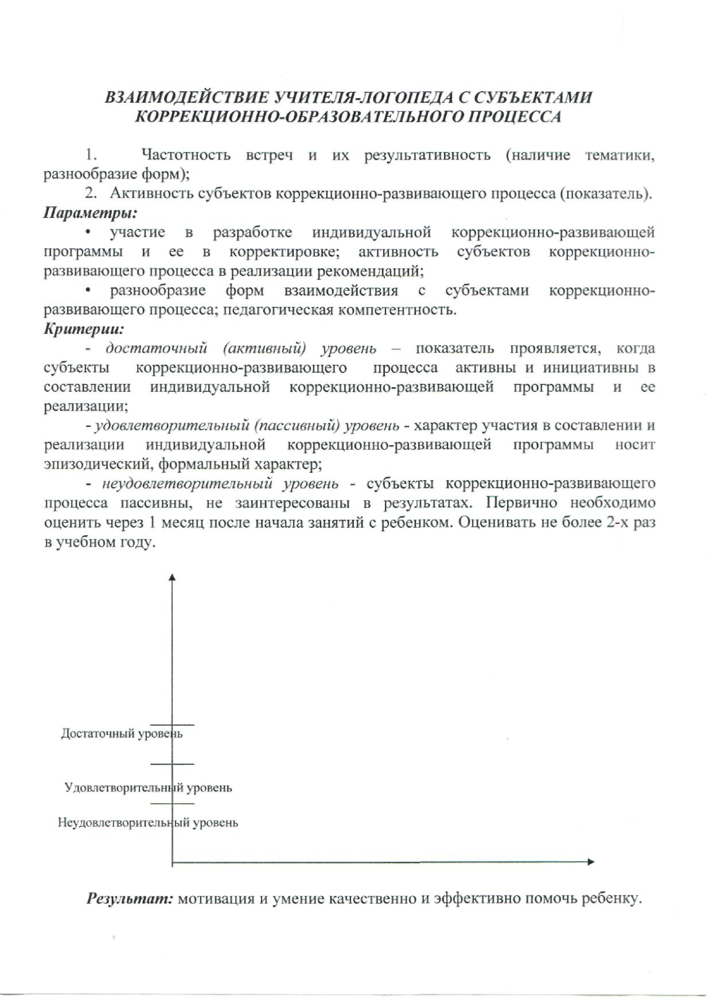 ВЗАИМОДЕЙСТВИЕ УЧИТЕЛЯ-ЛОГОПЕДА С СУБЪЕКТАМИ
КОРРЕКЦИОННО-ОБРАЗОВАТЕЛЬНОГО ПРОЦЕССА
1. Частотность встреч и их результативность (наличие тематики,
разнообразие форм);
2. Активность субъектов коррекционно-развивающего процесса (показатель).
Параметры:
• участие в разработке индивидуальной коррекционно-развивающей
программы и ее в корректировке; активность субъектов коррекционно-
развивающего процесса в реализации рекомендаций;
• разнообразие форм взаимодействия с субъектами коррекционно-
развивающего процесса; педагогическая компетентность.
Критерии:
- достаточный (активный) уровень – показатель проявляется, когда
субъекты коррекционно-развивающего процесса активны и инициативны в
составлении индивидуальной коррекционно-развивающей программы и ее
реализации;
- удовлетворительный (пассивный) уровень - характер участия в составлении и
реализации индивидуальной коррекционно-развивающей программы носит
эпизодический, формальный характер;
- неудовлетворительный уровень - субъекты коррекционно-развивающего
процесса пассивны, не заинтересованы в результатах. Первично необходимо
оценить через 1 месяц после начала занятий с ребенком. Оценивать не более 2-х раз
в учебном году.
Достаточный уровень
Удовлетворительный уровень
Неудовлетворительный уровень
Результат: мотивация и умение качественно и эффективно помочь ребенку.